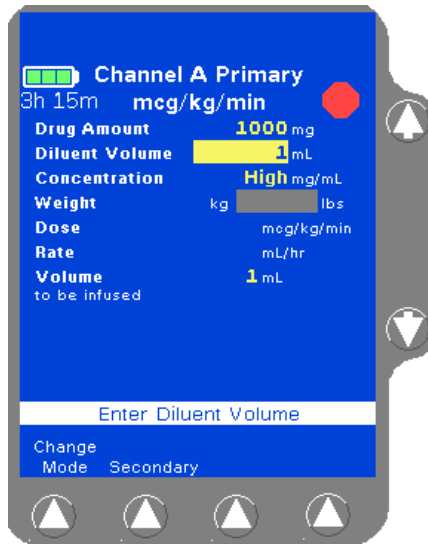 Channel A Primary
3h 15m mcg/kg/min
Drug Amount 1000 mg
Diluent Volume 1 mL
Concentration High mg/mL
Weight kg lbs
Dose mcg/kg/min
Rate mL/hr
Volume 1 mL
to be infused
Enter Diluent Volume
Change
Mode Secondary